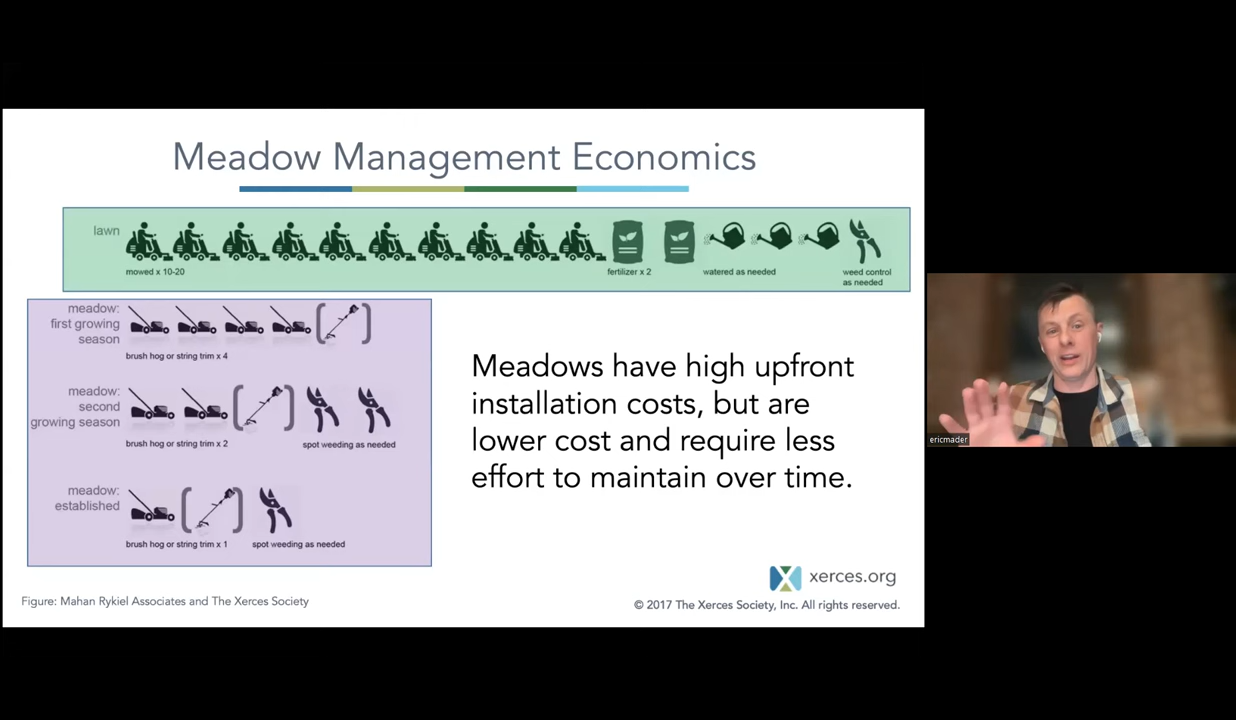 Meadow Management Economics
lawn
mowed x 10-20
fertilizer x 2
watered as needed
weed control
as needed
meadow:
first growing
season
brush hog or string trim x 4
meadow:
second
growing season
brush hog or string trim x 2
spot weeding as needed
meadow:
established
brush hog or string trim x 1
spot weeding as needed
Meadows have high upfront
installation costs, but are
lower cost and require less
effort to maintain over time.
xerces.org
Figure: Mahan Rykiel Associates and The Xerces Society
© 2017 The Xerces Society, Inc. All rights reserved.
ericmader